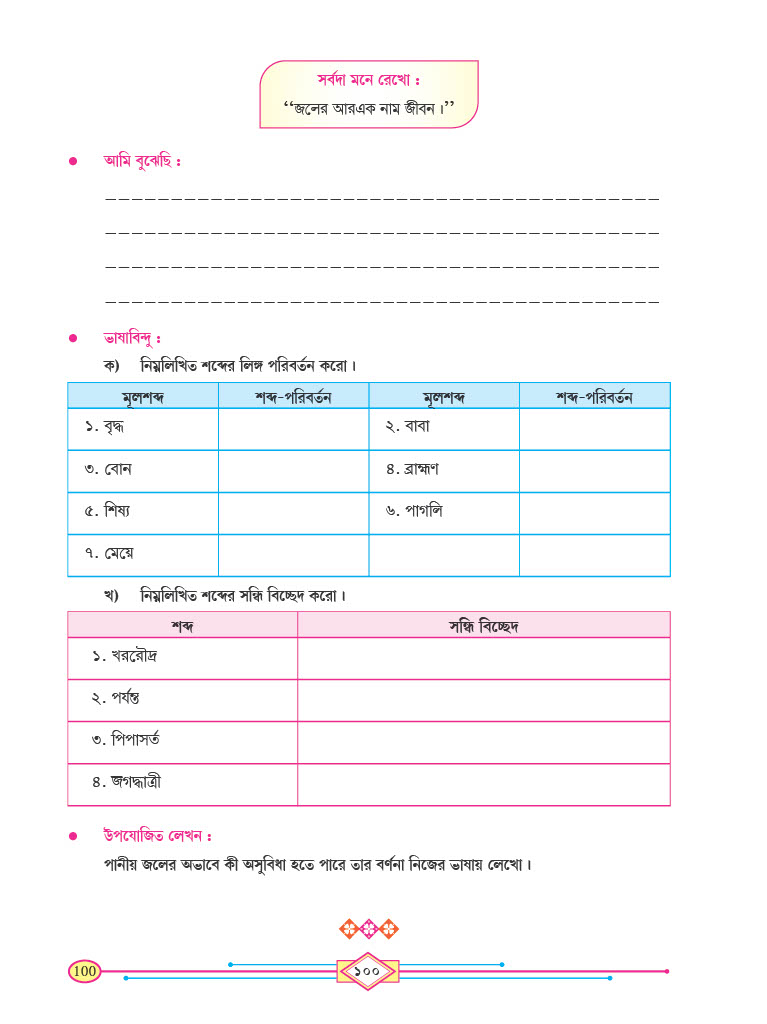 সর্বদা মনে রেখো :
‘‘জলের আরএক নাম জীবন।’’
● আমি বুঝেছি :
● ভাষাবিন্দু :
ক) নিম্নলিখিত শব্দের লিঙ্গ পরিবর্তন করো।
মূলশব্দ শব্দ-পরিবর্তন মূলশব্দ শব্দ-পরিবর্তন
১. বৃদ্ধ ২. বাবা
৩. বোন ৪. ব্রাহ্মণ
৫. শিষ্য ৬. পাগলি
৭. মেয়ে
খ) নিম্নলিখিত শব্দের সন্ধি বিচ্ছেদ করো।
শব্দ সন্ধি বিচ্ছেদ
১. খররৌদ্র
২. পর্যন্ত
৩. পিপাসর্ত
৪. জগদ্ধাত্রী
● উপযোজিত লেখন :
পানীয় জলের অভাবে কী অসুবিধা হতে পারে তার বর্ণনা নিজের ভাষায় লেখো।
100 ১০০